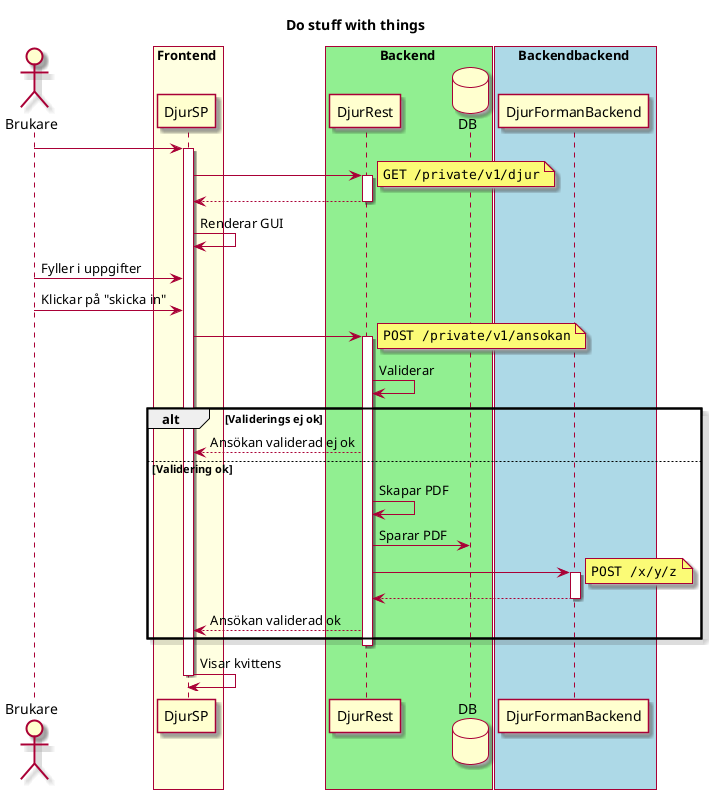 Do stuff with things
Frontend
Backend
Backendbackend
Brukare
DjurSP
DjurRest
DB
DjurFormanBackend
GET /private/v1/djur
Renderar GUI
Fyller i uppgifter
Klickar på "skicka in"
POST /private/v1/ansokan
Validerar
alt
[Validerings ej ok]
Ansökan validerad ej ok
[Validering ok]
Skapar PDF
Sparar PDF
POST /x/y/z
Ansökan validerad ok
Visar kvittens
Brukare
DjurSP
DjurRest
DB
DjurFormanBackend